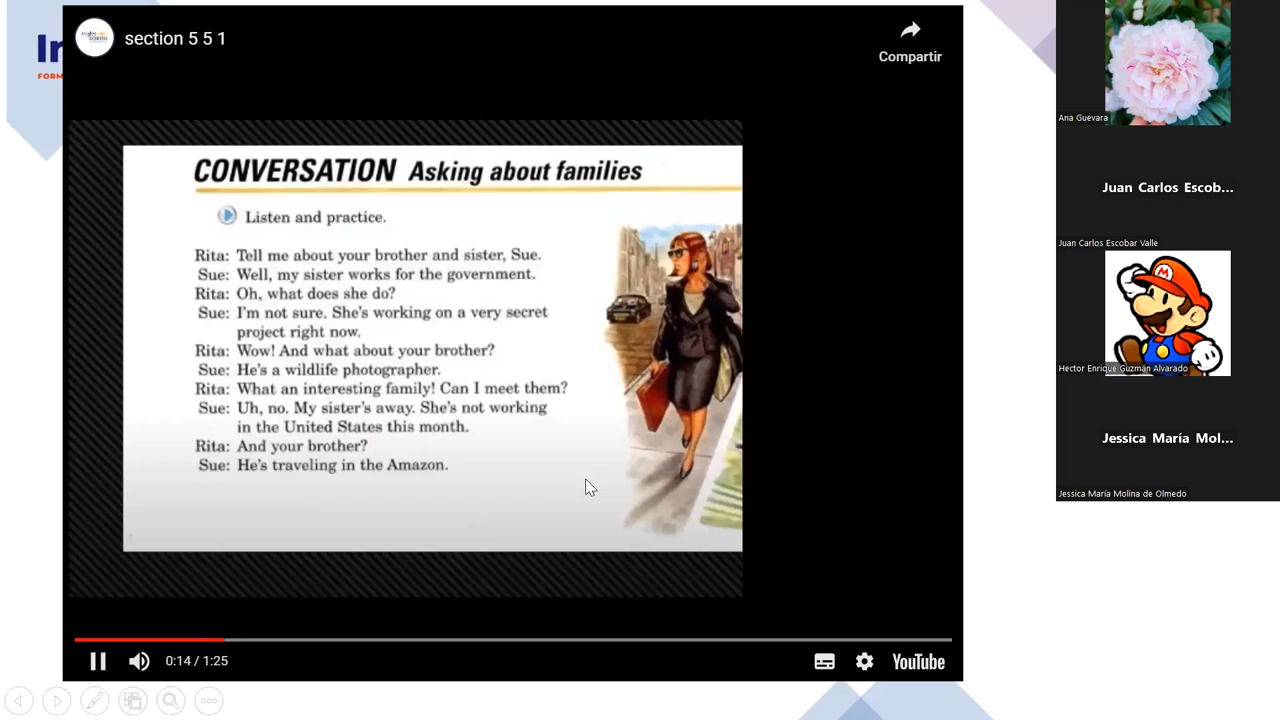 section 5 5 1
Compartir
FORM
CONVERSATION Asking about families
Listen and practice.
Rita: Tell me about your brother and sister, Sue.
Sue: Well, my sister works for the government.
Rita: Oh, what does she do?
Sue: I'm not sure. She's working on a very secret
project right now.
Rita: Wow! And what about your brother?
Sue: He's a wildlife photographer.
Rita: What an interesting family! Can I meet them?
Sue: Uh, no. My sister's away. She's not working
in the United States this month.
Rita: And your brother?
Sue: He's traveling in the Amazon.
0:14 / 1:25
YouTube
Ana Guevara
Juan Carlos Escob...
Juan Carlos Escobar Valle
M
Hector Enrique Guzmán Alvarado
Jessica María Mol...
Jessica María Molina de Olmedo